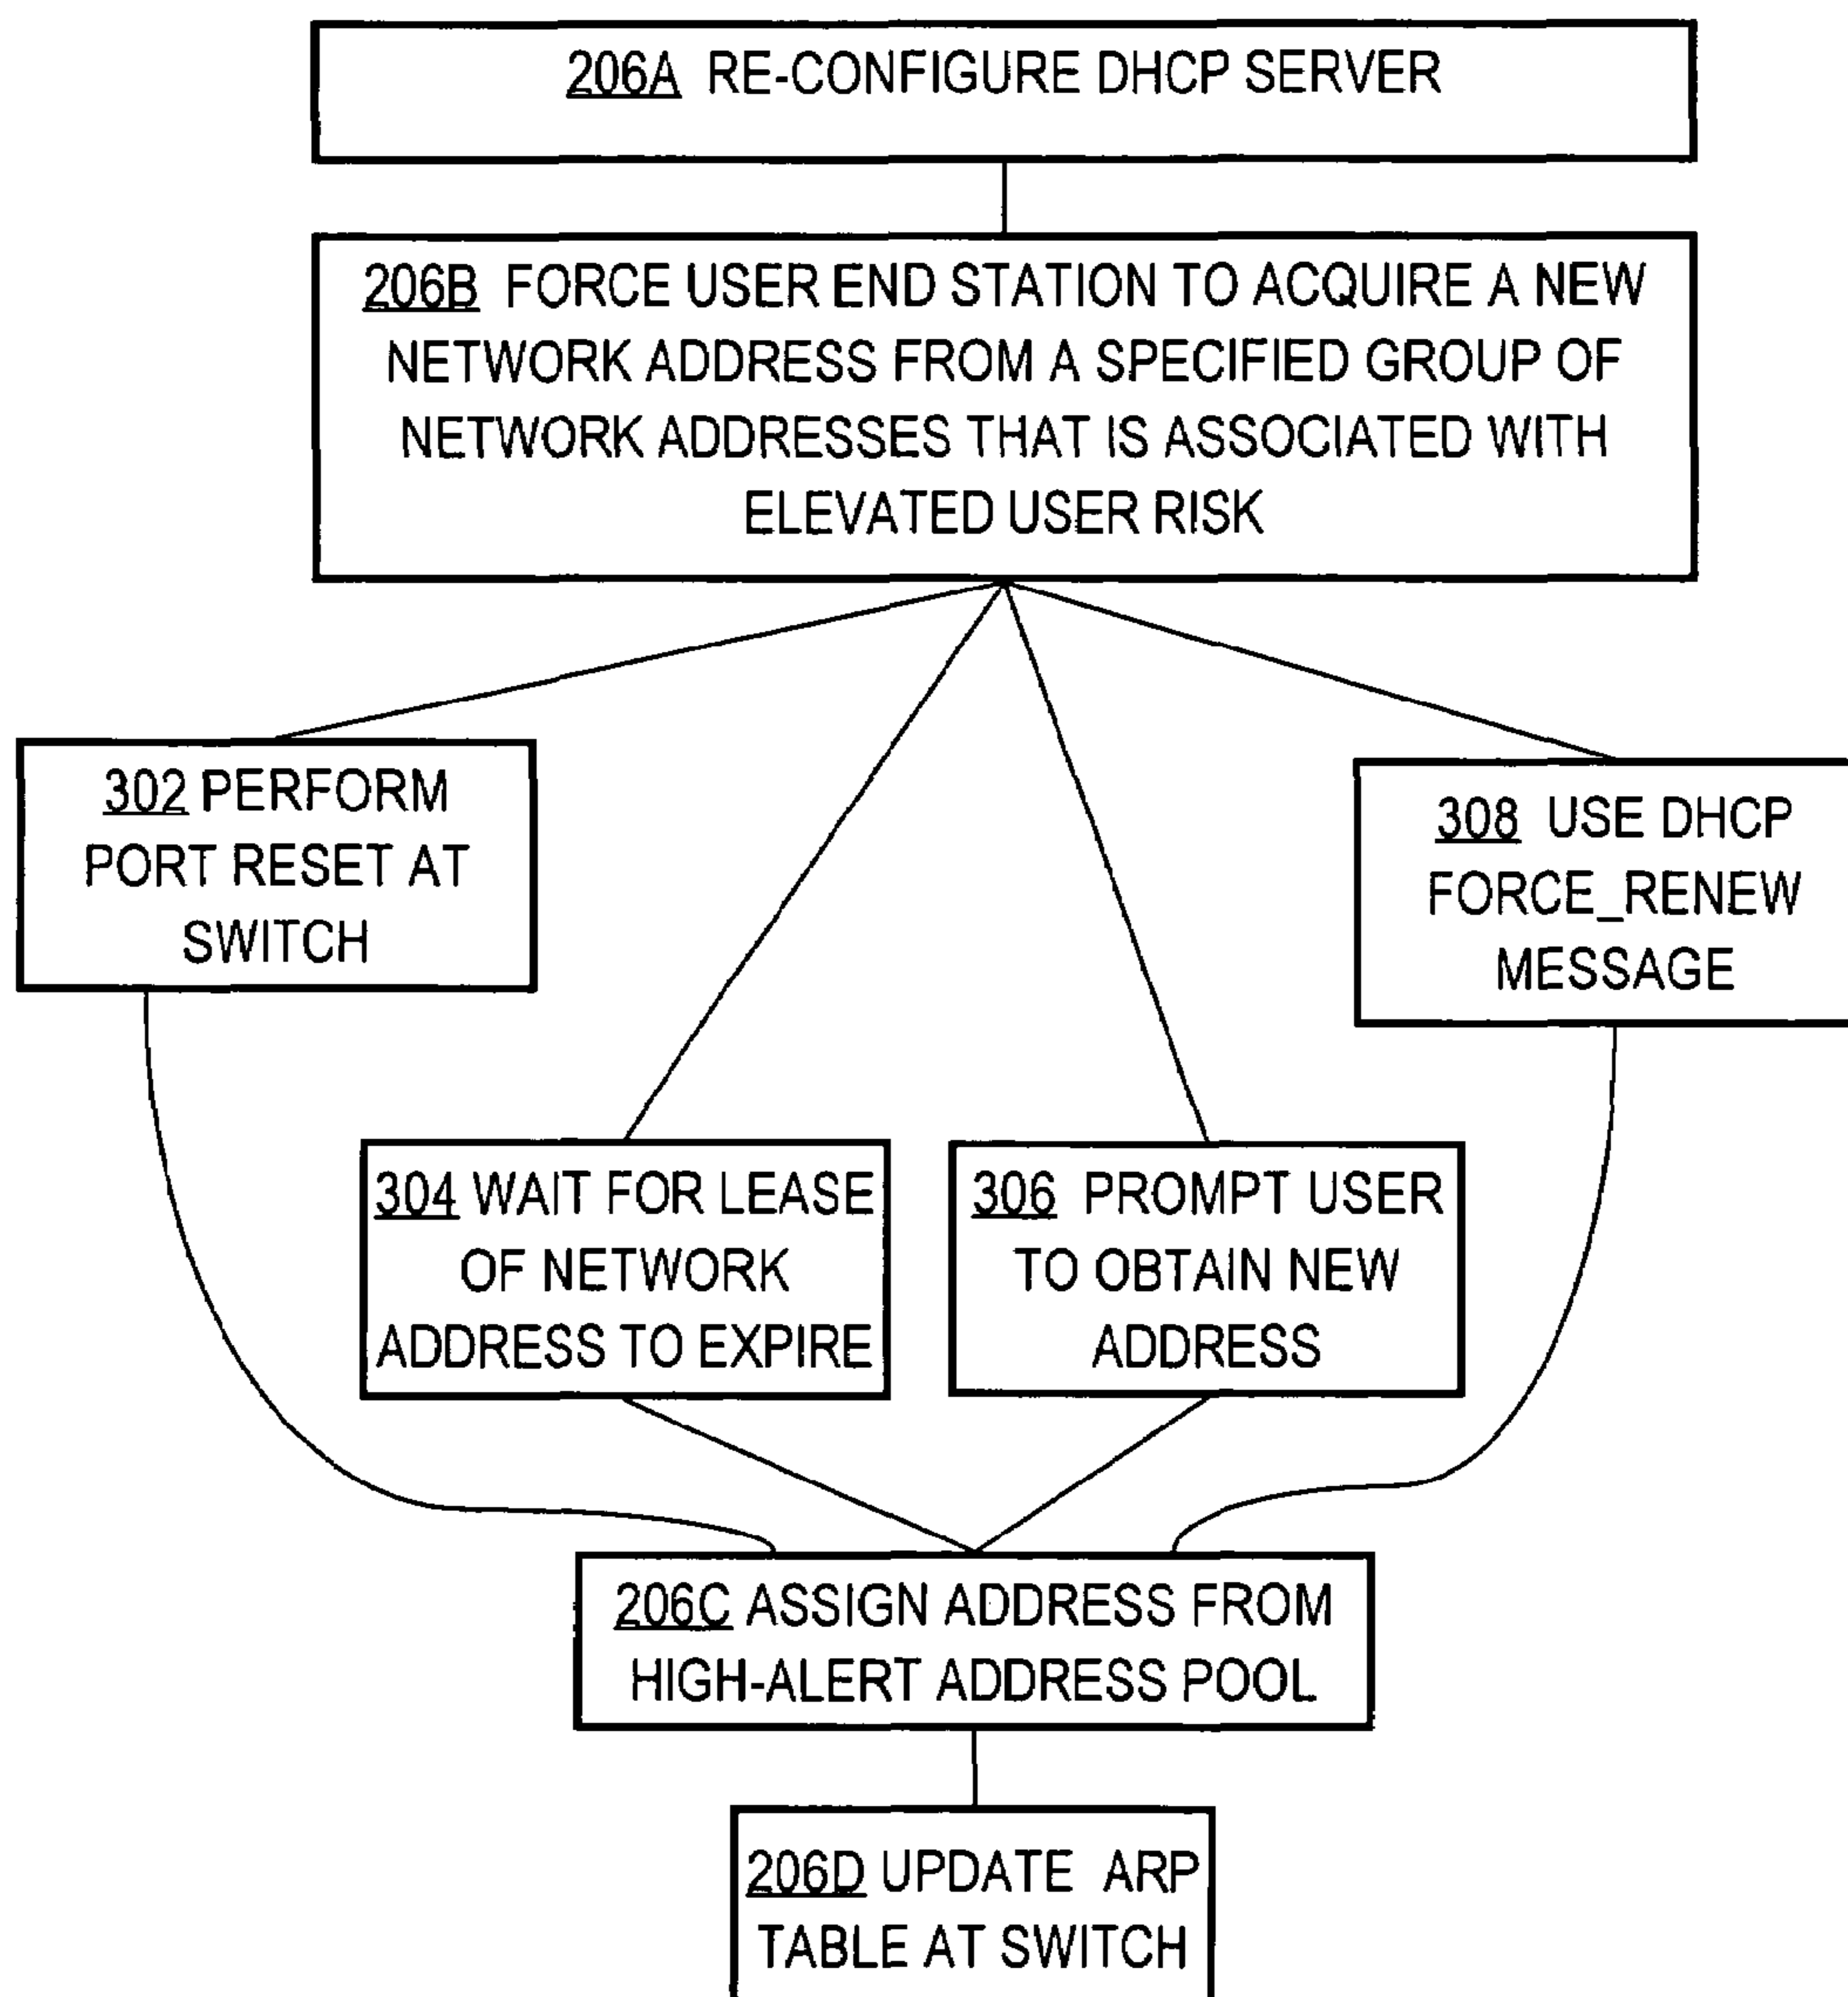 206A RE-CONFIGURE DHCP SERVER
206B FORCE USER END STATION TO ACQUIRE A NEW
NETWORK ADDRESS FROM A SPECIFIED GROUP OF
NETWORK ADDRESSES THAT IS ASSOCIATED WITH
ELEVATED USER RISK
302 PERFORM
PORT RESET AT
SWITCH
308 USE DHCP
FORCE_RENEW
MESSAGE
304 WAIT FOR LEASE
OF NETWORK
ADDRESS TO EXPIRE
306 PROMPT USER
TO OBTAIN NEW
ADDRESS
206C ASSIGN ADDRESS FROM
HIGH-ALERT ADDRESS POOL
206D UPDATE ARP
TABLE AT SWITCH